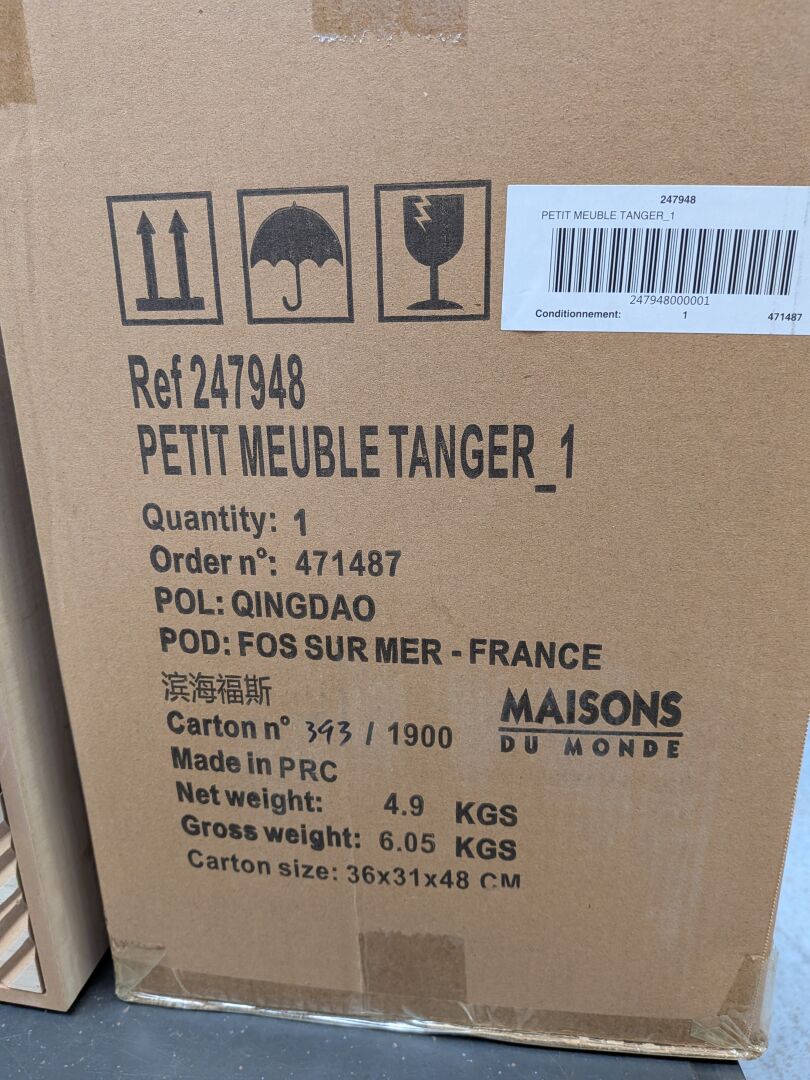 247948
PETIT MEUBLE TANGER_1
247948000001
Conditionnement: 1 471487
Ref 247948
PETIT MEUBLE TANGER_1
Quantity: 1
Order n°: 471487
POL: QINGDAO
POD: FOS SUR MER - FRANCE
滨海福斯
Carton n° 393 / 1900
MAISONS
DU MONDE
Made in PRC
Net weight: 4.9 KGS
Gross weight: 6.05 KGS
Carton size: 36x31x48 CM